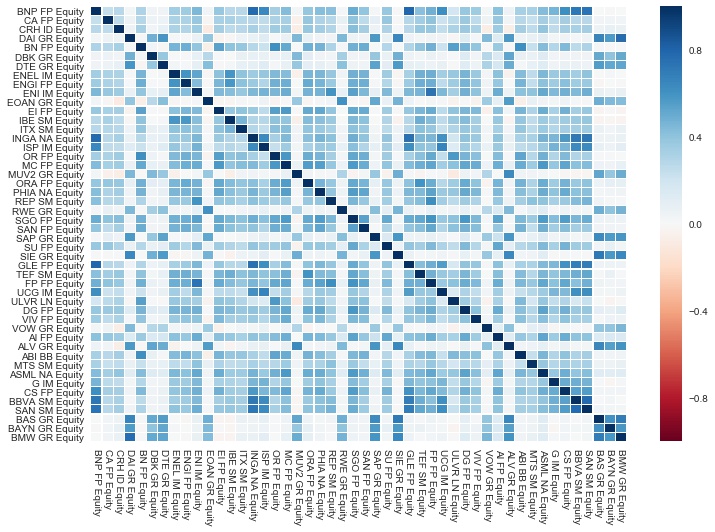 BNP FP Equity
CA FP Equity
CRH ID Equity
DAI GR Equity
BN FP Equity
DBK GR Equity
DTE GR Equity
ENEL IM Equity
ENGI FP Equity
ENI IM Equity
EOAN GR Equity
EI FP Equity
IBE SM Equity
ITX SM Equity
INGA NA Equity
ISP IM Equity
OR FP Equity
MC FP Equity
MUV2 GR Equity
ORA FP Equity
PHIA NA Equity
REP SM Equity
RWE GR Equity
SGO FP Equity
SAN FP Equity
SAP GR Equity
SU FP Equity
SIE GR Equity
GLE FP Equity
TEF SM Equity
FP FP Equity
UCG IM Equity
ULVR LN Equity
DG FP Equity
VIV FP Equity
VOW GR Equity
AI FP Equity
ALV GR Equity
ABI BB Equity
MTS SM Equity
ASML NA Equity
G IM Equity
CS FP Equity
BBVA SM Equity
SAN SM Equity
BAS GR Equity
BAYN GR Equity
BMW GR Equity
BNP FP Equity
CA FP Equity
CRH ID Equity
DAI GR Equity
BN FP Equity
DBK GR Equity
DTE GR Equity
ENEL IM Equity
ENGI FP Equity
ENI IM Equity
EOAN GR Equity
EI FP Equity
IBE SM Equity
ITX SM Equity
INGA NA Equity
ISP IM Equity
OR FP Equity
MC FP Equity
MUV2 GR Equity
ORA FP Equity
PHIA NA Equity
REP SM Equity
RWE GR Equity
SGO FP Equity
SAN FP Equity
SAP GR Equity
SU FP Equity
SIE GR Equity
GLE FP Equity
TEF SM Equity
FP FP Equity
UCG IM Equity
ULVR LN Equity
DG FP Equity
VIV FP Equity
VOW GR Equity
AI FP Equity
ALV GR Equity
ABI BB Equity
MTS SM Equity
ASML NA Equity
G IM Equity
CS FP Equity
BBVA SM Equity
SAN SM Equity
BAS GR Equity
BAYN GR Equity
BMW GR Equity
0.8
0.4
0.0
−0.4
−0.8